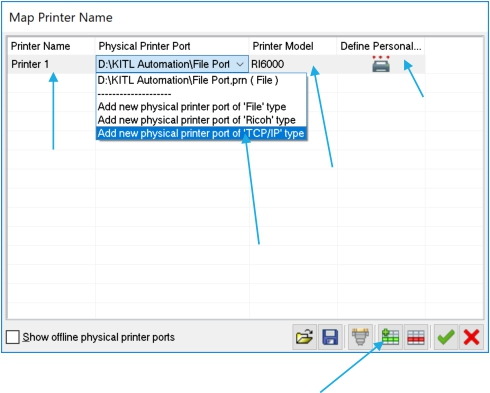 Map Printer Name
Printer Name Physical Printer Port Printer Model Define Personal...
Printer 1 D:\KITL Automation\File Port RI6000
D:\KITL Automation\File Port.prn ( File )
--------------------
Add new physical printer port of 'File' type
Add new physical printer port of 'Ricoh' type
Add new physical printer port of 'TCP/IP' type
Show offline physical printer ports